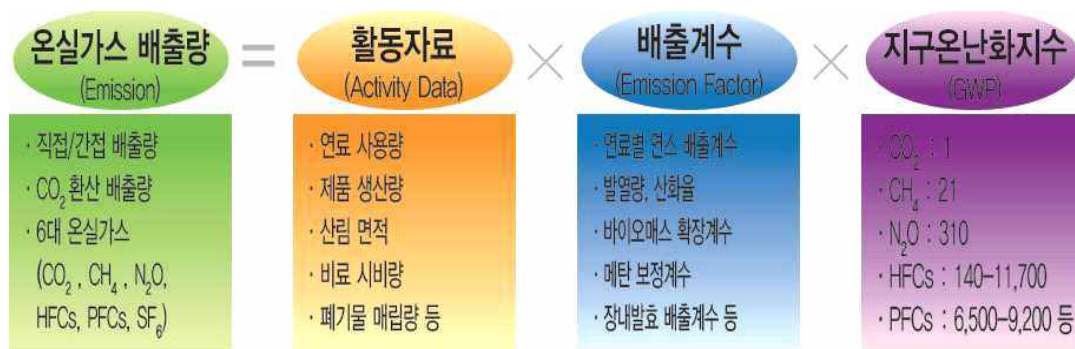 온실가스 배출량
(Emission)
=
활동자료
(Activity Data)
×
배출계수
(Emission Factor)
×
지구온난화지수
(GWP)
· 직접/간접 배출량
· CO₂ 환산 배출량
· 6대 온실가스
(CO₂ , CH₄ , N₂O,
HFCs, PFCs, SF₆)
· 연료 사용량
· 제품 생산량
· 산림 면적
· 비료 시비량
· 폐기물 매립량 등
· 연료별 연소 배출계수
· 발열량, 산화율
· 바이오매스 확장계수
· 메탄 보정계수
· 장내발효 배출계수 등
· CO₂ : 1
· CH₄ : 21
· N₂O : 310
· HFCs : 140-11,700
· PFCs : 6,500-9,200 등